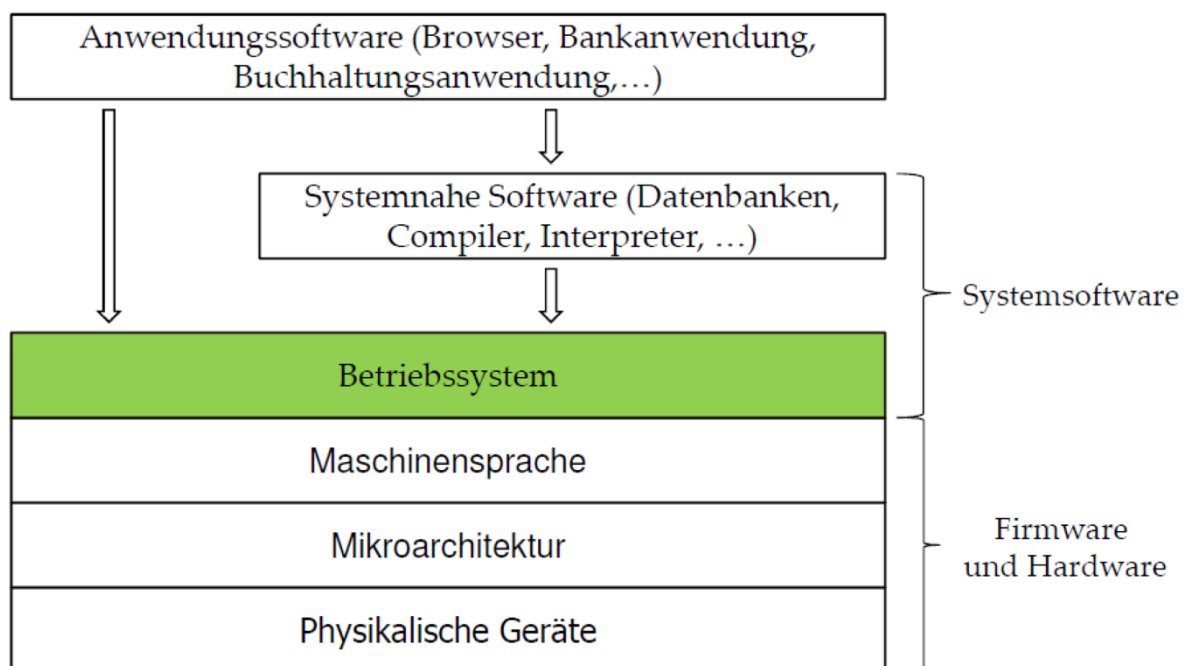 Anwendungssoftware (Browser, Bankanwendung,
Buchhaltungsanwendung,…)
Systemnahe Software (Datenbanken,
Compiler, Interpreter, …)
Systemsoftware
Betriebssystem
Maschinensprache
Mikroarchitektur
Firmware
und Hardware
Physikalische Geräte